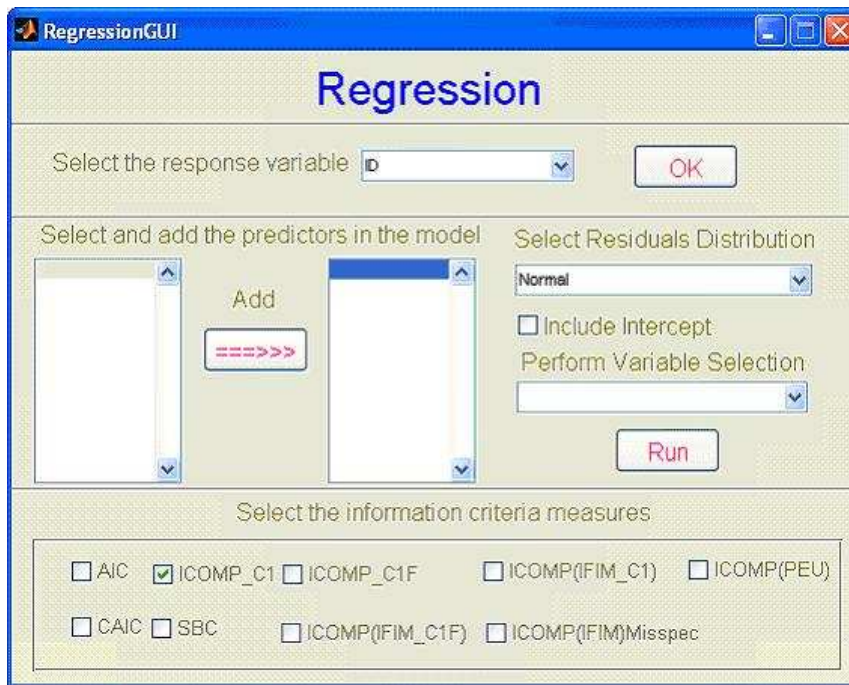 RegressionGUI
Regression
Select the response variable ID OK
Select and add the predictors in the model
Add
===>>>
Select Residuals Distribution
Normal
Include Intercept
Perform Variable Selection
Run
Select the information criteria measures
AIC ICOMP_C1 ICOMP_C1F ICOMP(IFIM_C1) ICOMP(PEU)
CAIC SBC ICOMP(IFIM_C1F) ICOMP(IFIM)Misspec